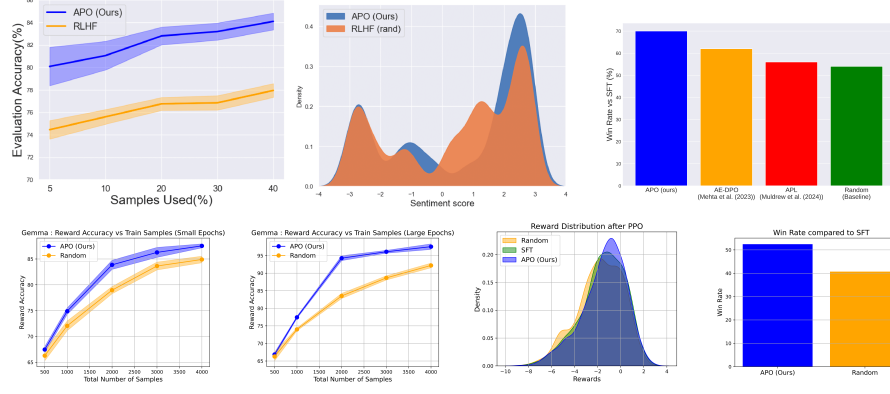 Evaluation Accuracy(%)
86
84
82
80
78
76
74
72
70
APO (Ours)
RLHF
5
10
20
30
40
Samples Used(%)
Density
0.4
0.3
0.2
0.1
0.0
APO (Ours)
RLHF (rand)
−4
−3
−2
−1
0
1
2
3
4
Sentiment score
Win Rate vs SFT (%)
70
60
50
40
30
20
10
0
APO (ours)
AE-DPO
(Mehta et al. (2023))
APL
(Muldrew et al. (2024))
Random
(Baseline)
Gemma : Reward Accuracy vs Train Samples (Small Epochs)
Reward Accuracy
85
80
75
70
65
APO (Ours)
Random
500
1000
1500
2000
2500
3000
3500
4000
Total Number of Samples
Gemma : Reward Accuracy vs Train Samples (Large Epochs)
Reward Accuracy
95
90
85
80
75
70
65
APO (Ours)
Random
500
1000
1500
2000
2500
3000
3500
4000
Total Number of Samples
Reward Distribution after PPO
Density
0.20
0.15
0.10
0.05
0.00
Random
SFT
APO (Ours)
−10
−8
−6
−4
−2
0
2
4
Rewards
Win Rate compared to SFT
Win Rate
50
40
30
20
10
0
APO (Ours)
Random